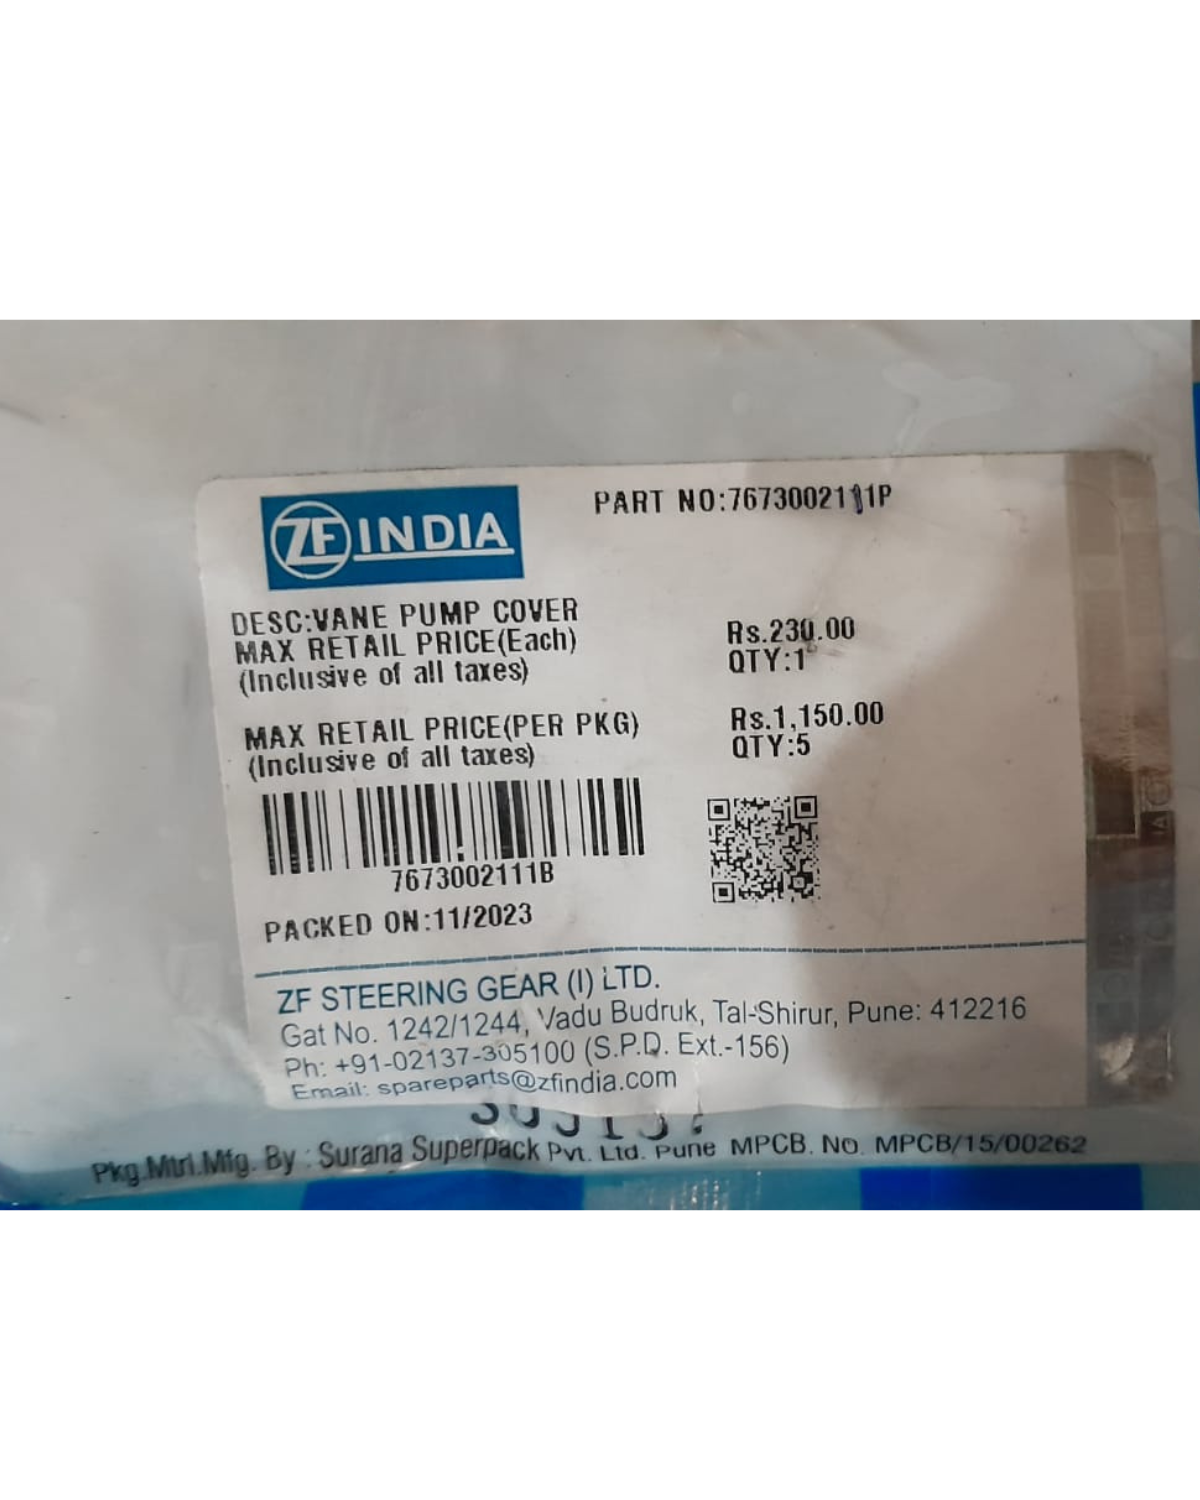 ZF INDIA
PART NO:7673002111P
DESC:VANE PUMP COVER
MAX RETAIL PRICE(Each)
(Inclusive of all taxes)
Rs.230.00
QTY:1
MAX RETAIL PRICE(PER PKG)
(Inclusive of all taxes)
Rs.1,150.00
QTY:5
7673002111B
PACKED ON:11/2023
ZF STEERING GEAR (I) LTD.
Gat No. 1242/1244, Vadu Budruk, Tal-Shirur, Pune: 412216
Ph: +91-02137-305100 (S.P.D. Ext.-156)
Email: spareparts@zfindia.com
Pkg.Mtrl.Mfg. By : Surana Superpack Pvt. Ltd. Pune MPCB. No. MPCB/15/00262